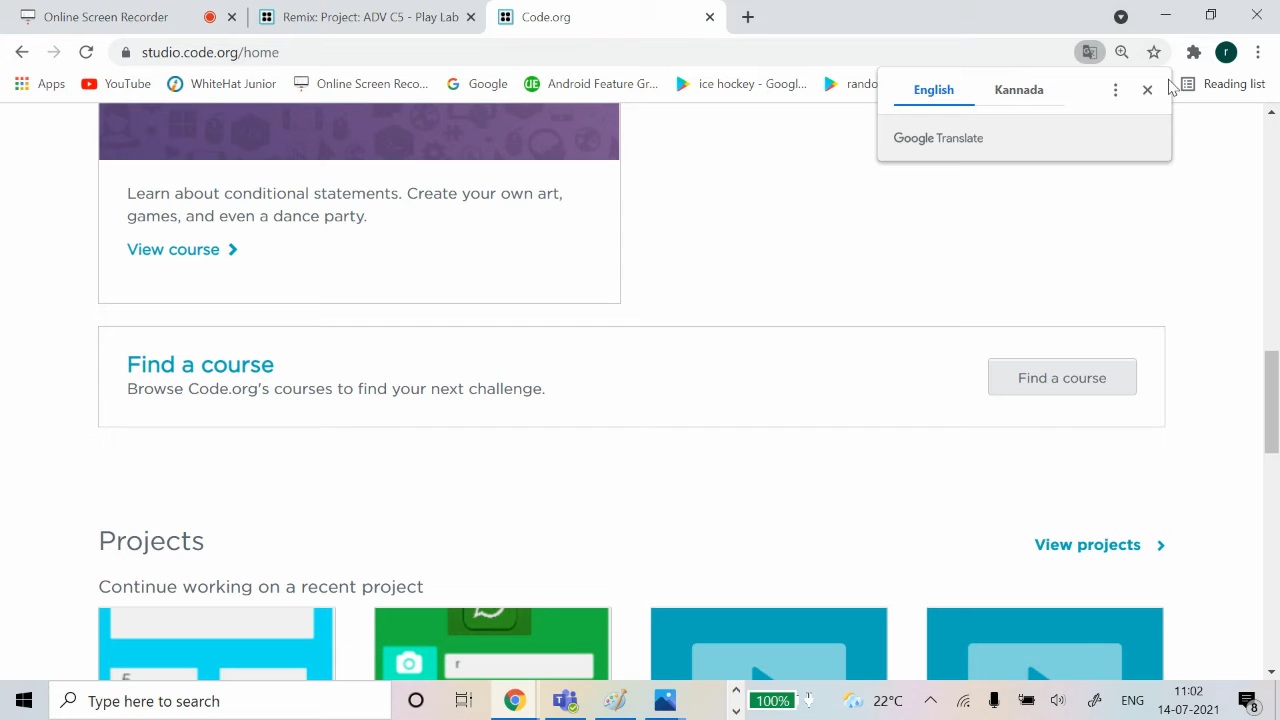 Online Screen Recorder
Remix: Project: ADV C5 - Play Lab
Code.org
studio.code.org/home
r
Apps
YouTube
WhiteHat Junior
Online Screen Reco...
Google
UE
Android Feature Gr...
ice hockey - Googl...
rando
Reading list
English
Kannada
Google Translate
Learn about conditional statements. Create your own art,
games, and even a dance party.
View course
Find a course
Browse Code.org's courses to find your next challenge.
Find a course
Projects
View projects
Continue working on a recent project
r
Type here to search
100%
22°C
ENG
11:02
14-07-2021
8